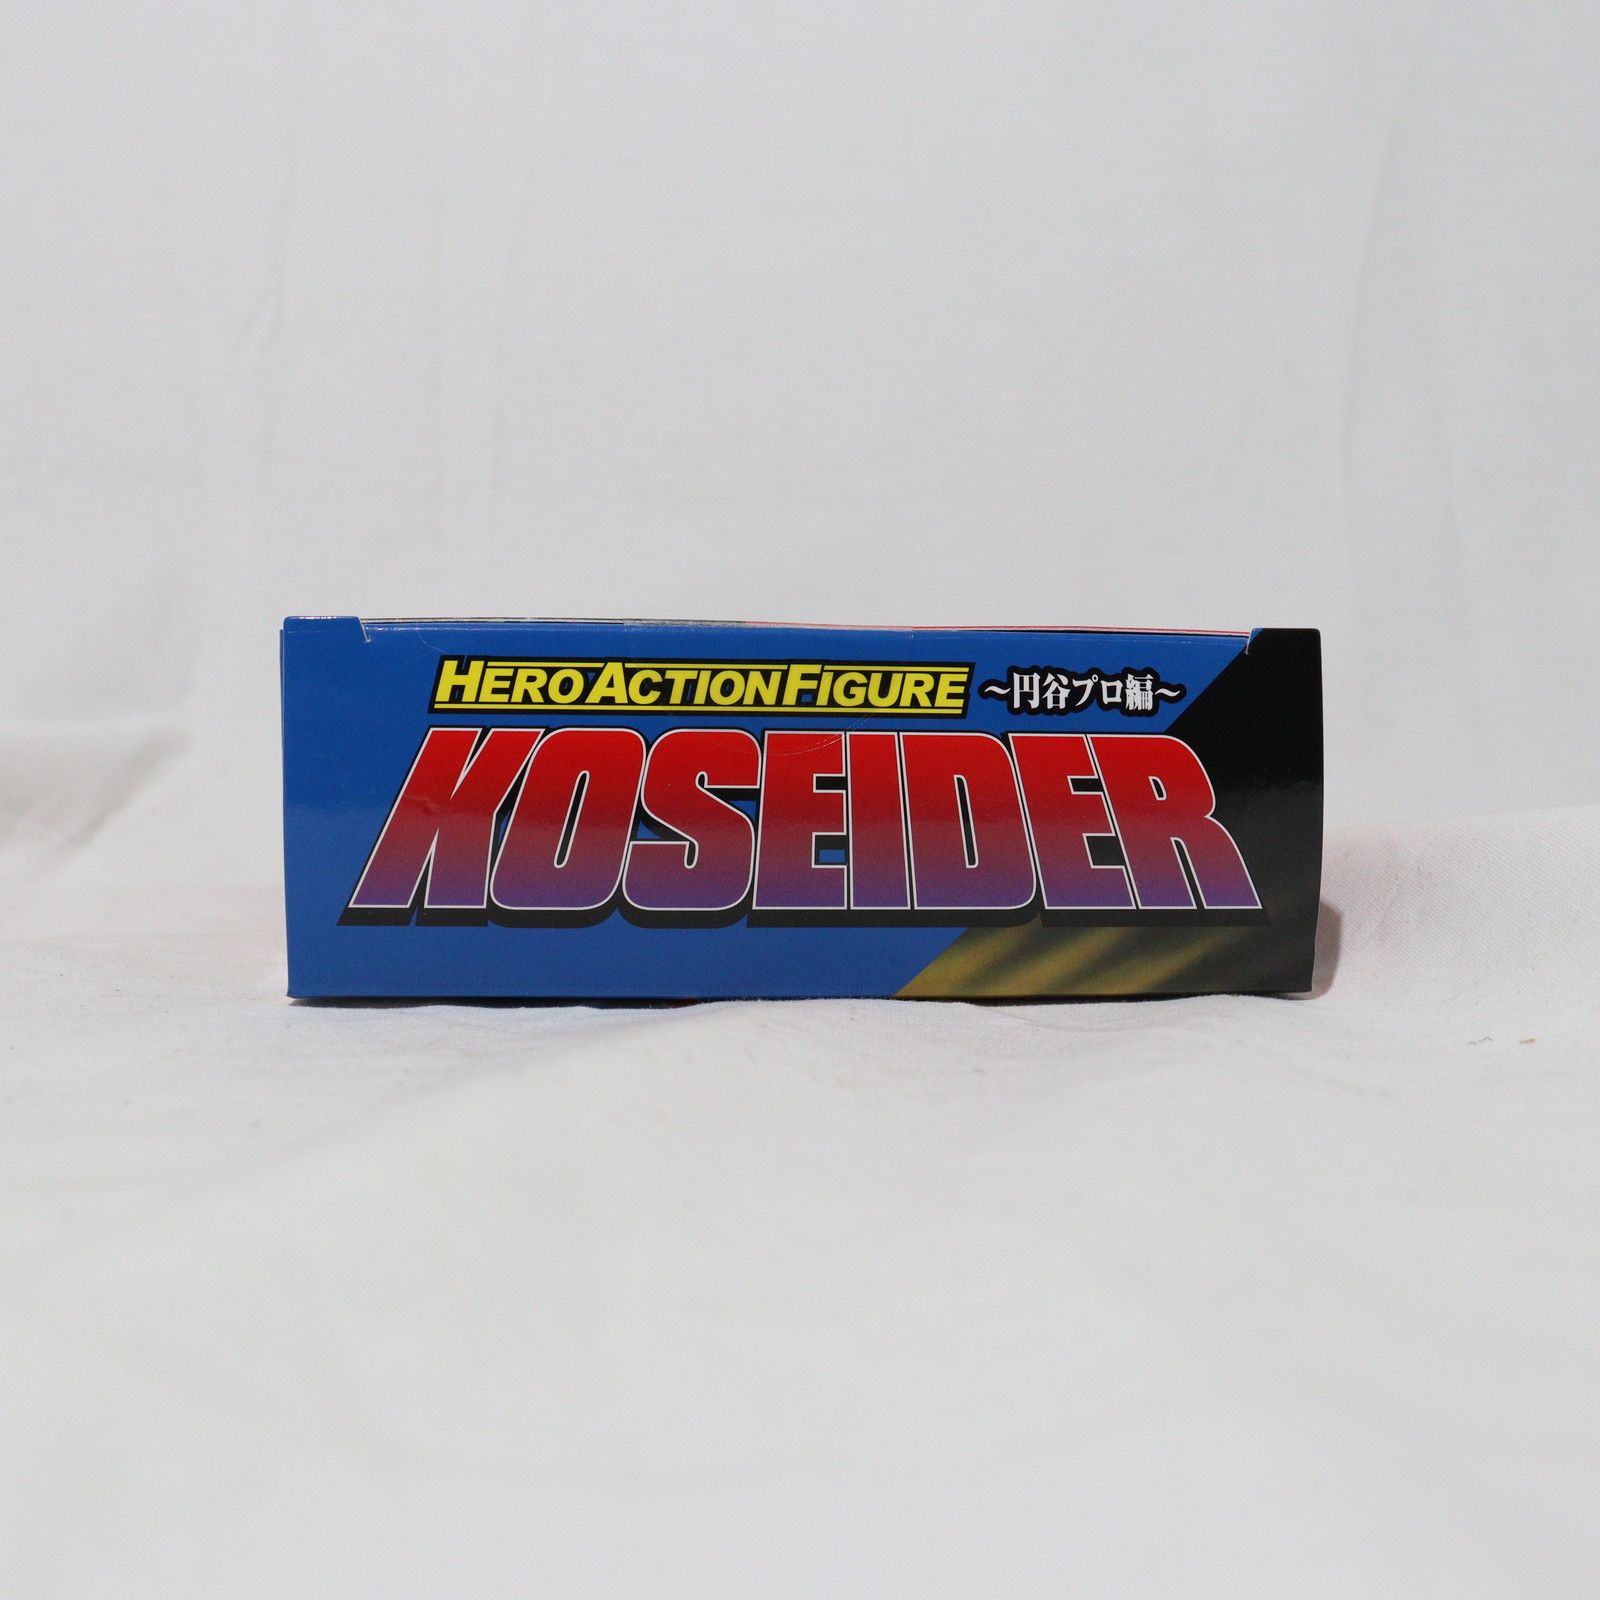 HERO ACTION FIGURE ～円谷プロ編～
KOSEIDER